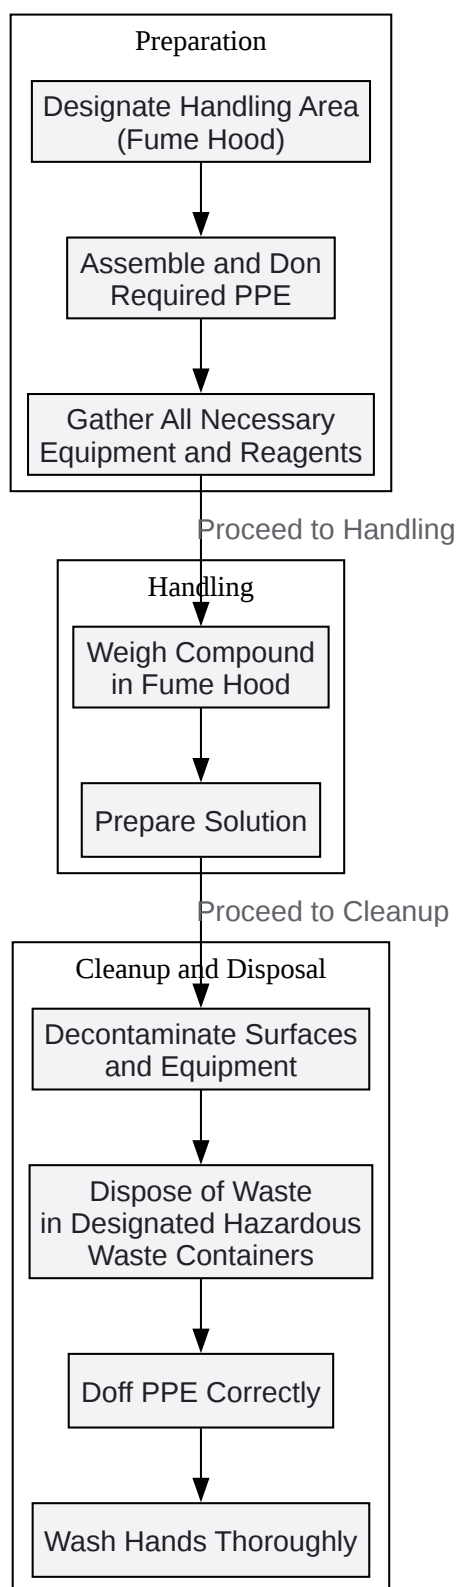 Preparation
Designate Handling Area
(Fume Hood)
Assemble and Don
Required PPE
Gather All Necessary
Equipment and Reagents
Proceed to Handling
Handling
Weigh Compound
in Fume Hood
Prepare Solution
Proceed to Cleanup
Cleanup and Disposal
Decontaminate Surfaces
and Equipment
Dispose of Waste
in Designated Hazardous
Waste Containers
Doff PPE Correctly
Wash Hands Thoroughly